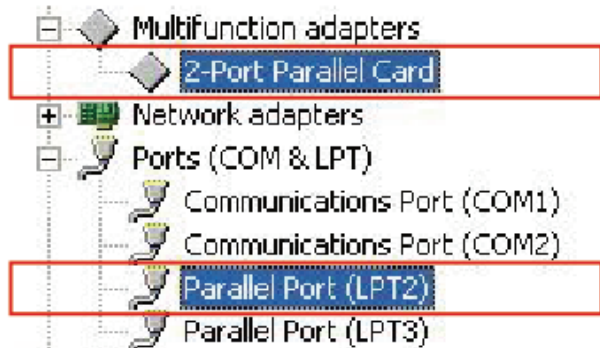 Multifunction adapters
2-Port Parallel Card
Network adapters
Ports (COM & LPT)
Communications Port (COM1)
Communications Port (COM2)
Parallel Port (LPT2)
Parallel Port (LPT3)